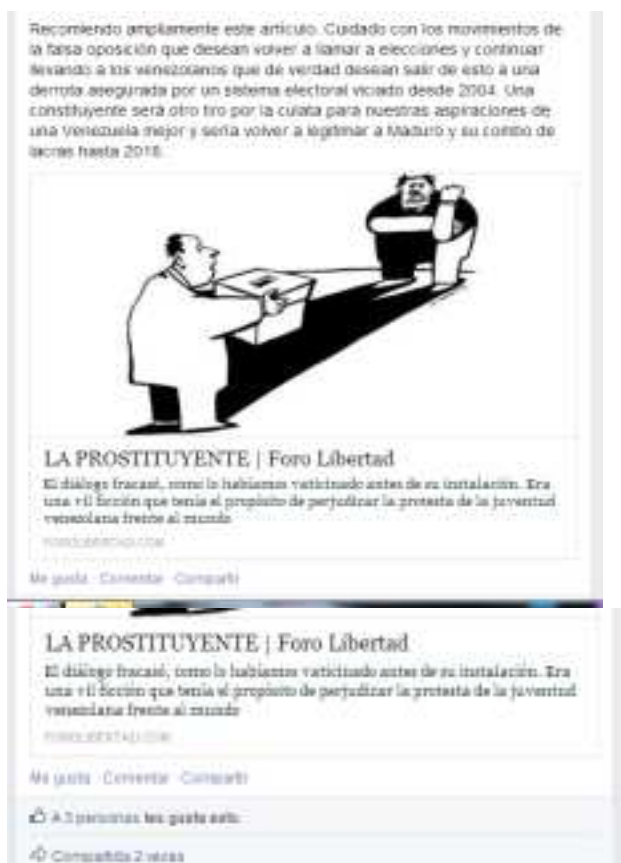 Recomiendo ampliamente este artículo. Cuidado con los movimientos de
la falsa oposición que desean volver a llamar a elecciones y continuar
llevando a los venezolanos que de verdad desean salir de esto a una
derrota asegurada por un sistema electoral viciado desde 2004. Una
constituyente será otro tiro por la culata para nuestras aspiraciones de
una Venezuela mejor y sería volver a legitimar a Maduro y su combo de
lacras hasta
LA PROSTITUYENTE | Foro Libertad
El diálogo fracasó, como lo habíamos vaticinado antes de su instalación. Era
una vil ficción que tenía el propósito de perjudicar la protesta de la juventud
venezolana frente al mundo
FOROLIBERTAD.COM
Me gusta · Comentar · Compartir
LA PROSTITUYENTE | Foro Libertad
El diálogo fracasó, como lo habíamos vaticinado antes de su instalación. Era
una vil ficción que tenía el propósito de perjudicar la protesta de la juventud
venezolana frente al mundo
FOROLIBERTAD.COM
Me gusta · Comentar · Compartir
A 3 personas les gusta esto.
Compartida 2 veces